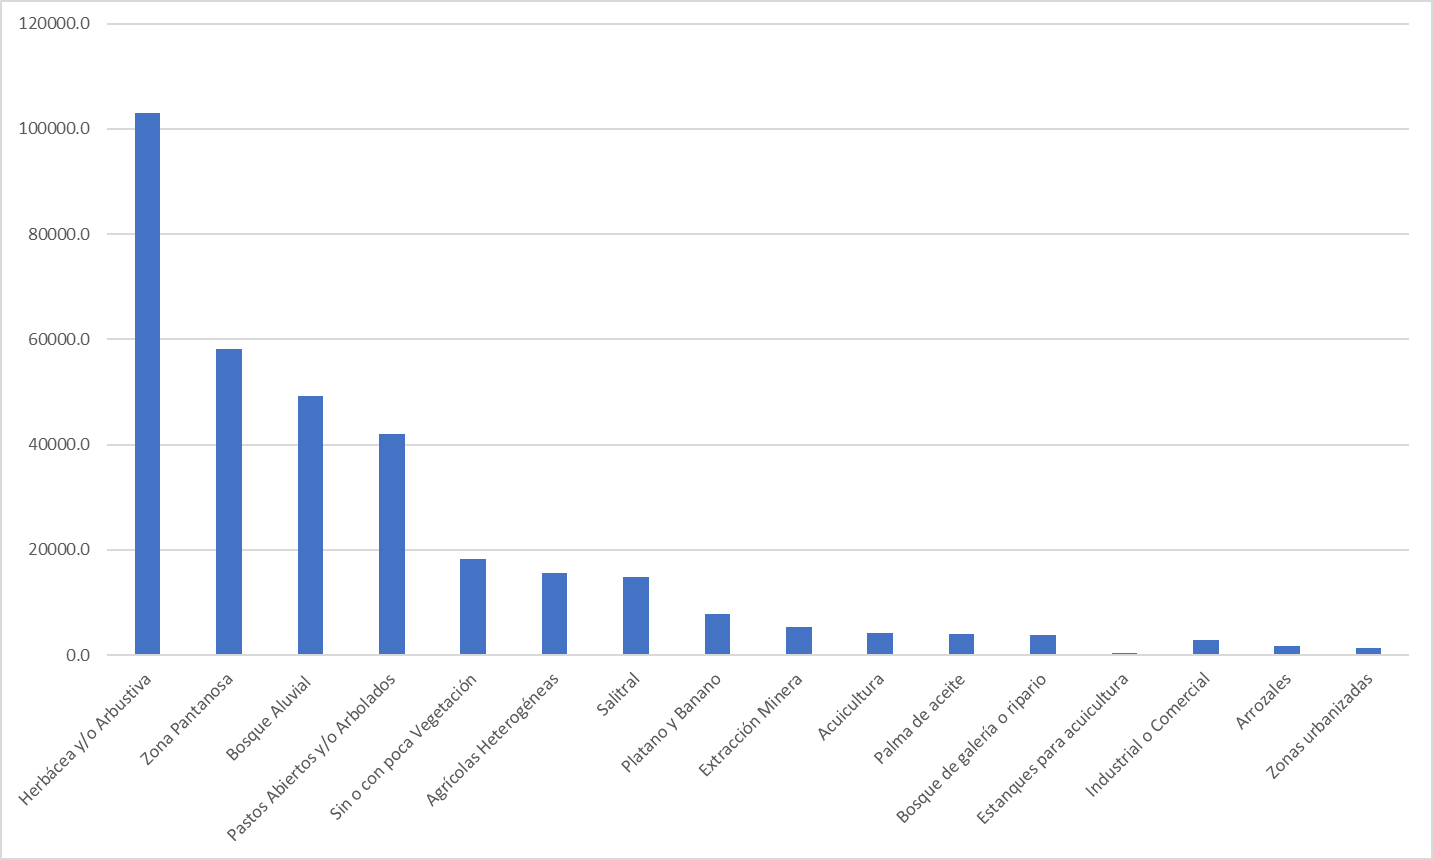 120000.0
100000.0
80000.0
60000.0
40000.0
20000.0
0.0
Herbácea y/o Arbustiva
Zona Pantanosa
Bosque Aluvial
Pastos Abiertos y/o Arbolados
Sin o con poca Vegetación
Agrícolas Heterogéneas
Salitral
Platano y Banano
Extracción Minera
Acuicultura
Palma de aceite
Bosque de galería o ripario
Estanques para acuicultura
Industrial o Comercial
Arrozales
Zonas urbanizadas